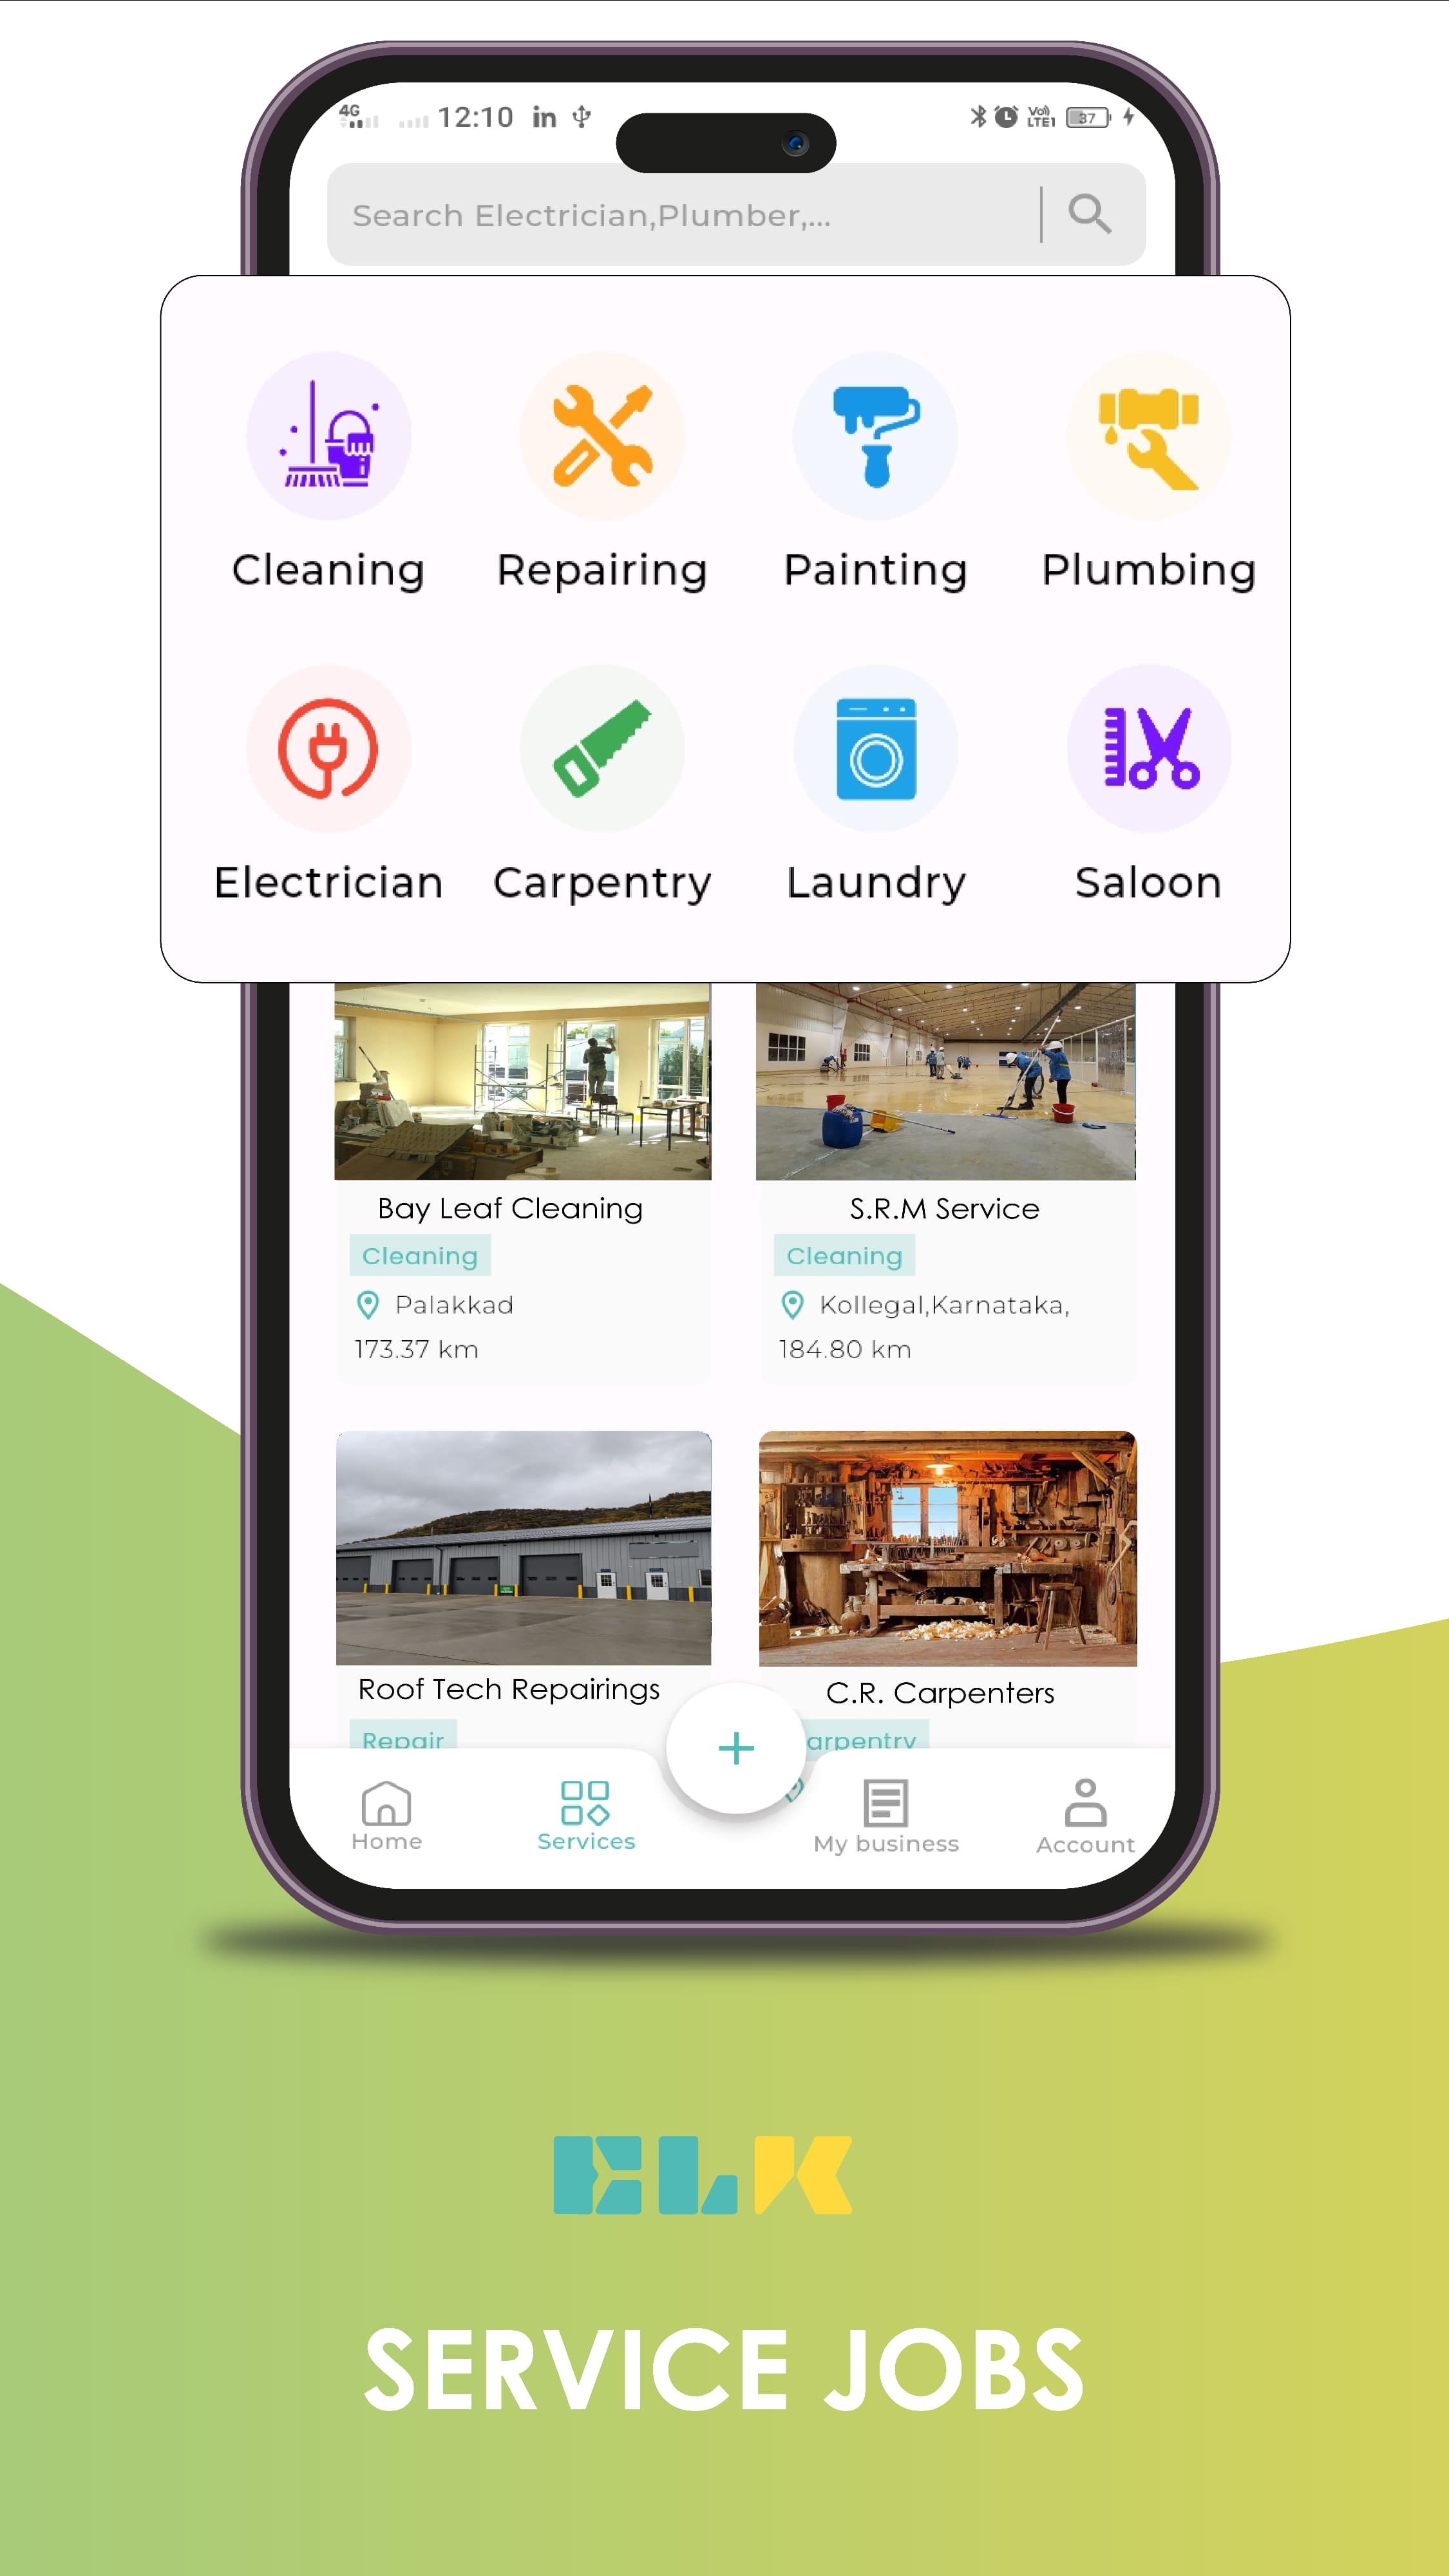 4G 12:10 in Vo)) LTE1 37
Search Electrician,Plumber,...
Cleaning Repairing Painting Plumbing
Electrician Carpentry Laundry Saloon
Bay Leaf Cleaning
Cleaning
Palakkad
173.37 km
S.R.M Service
Cleaning
Kollegal,Karnataka,
184.80 km
Roof Tech Repairings
Repair
C.R. Carpenters
arpentry
Home Services + My business Account
ELK
SERVICE JOBS